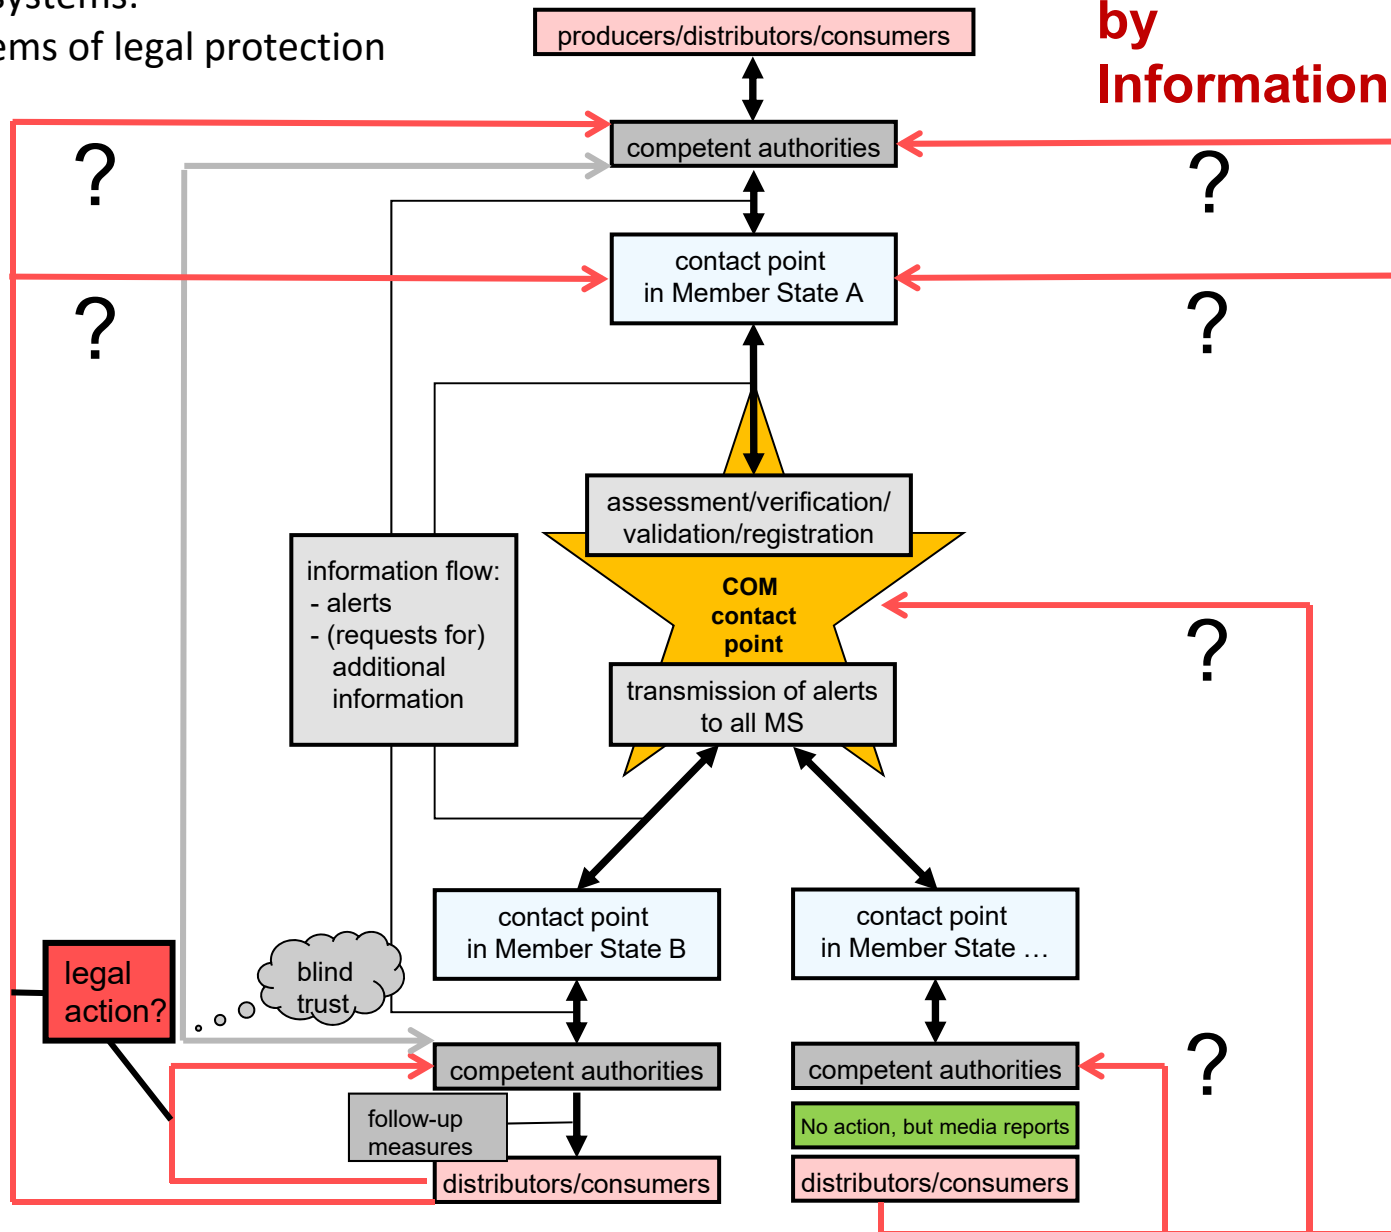 systems:
ems of legal protection
by
Information
producers/distributors/consumers
competent authorities
?
?
contact point
in Member State A
?
?
assessment/verification/
validation/registration
information flow:
- alerts
- (requests for)
additional
information
COM
contact
point
?
transmission of alerts
to all MS
contact point
in Member State B
contact point
in Member State …
legal
action?
blind
trust
?
competent authorities
competent authorities
follow-up
measures
No action, but media reports
distributors/consumers
distributors/consumers